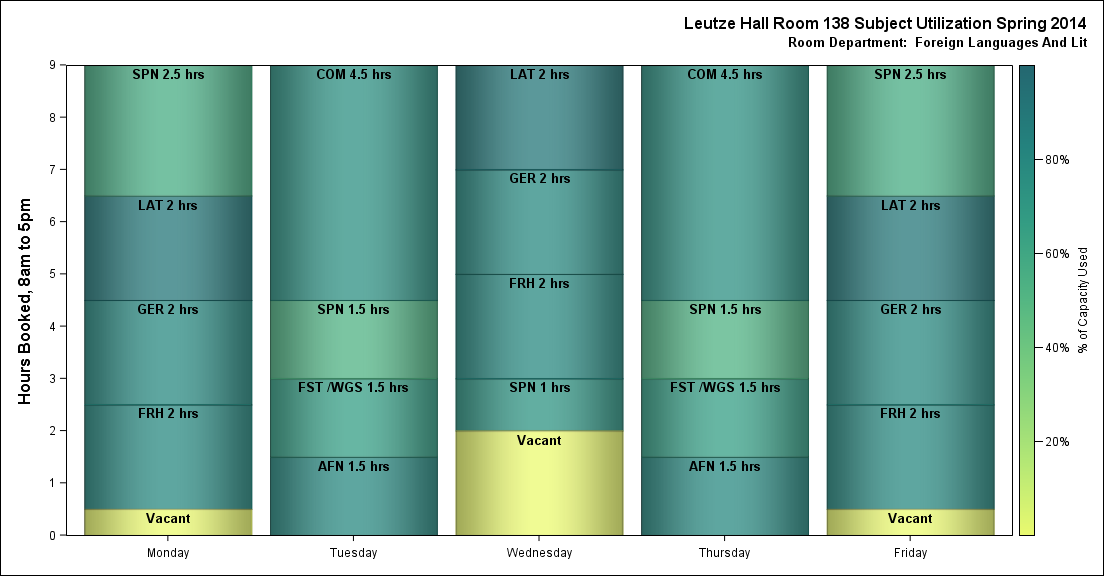 Leutze Hall Room 138 Subject Utilization Spring 2014
Room Department:  Foreign Languages And Lit
Hours Booked, 8am to 5pm
9
8
7
6
5
4
3
2
1
0
SPN 2.5 hrs
LAT 2 hrs
GER 2 hrs
FRH 2 hrs
Vacant
Monday
COM 4.5 hrs
SPN 1.5 hrs
FST /WGS 1.5 hrs
AFN 1.5 hrs
Tuesday
LAT 2 hrs
GER 2 hrs
FRH 2 hrs
SPN 1 hrs
Vacant
Wednesday
COM 4.5 hrs
SPN 1.5 hrs
FST /WGS 1.5 hrs
AFN 1.5 hrs
Thursday
SPN 2.5 hrs
LAT 2 hrs
GER 2 hrs
FRH 2 hrs
Vacant
Friday
80%
60%
40%
20%
% of Capacity Used